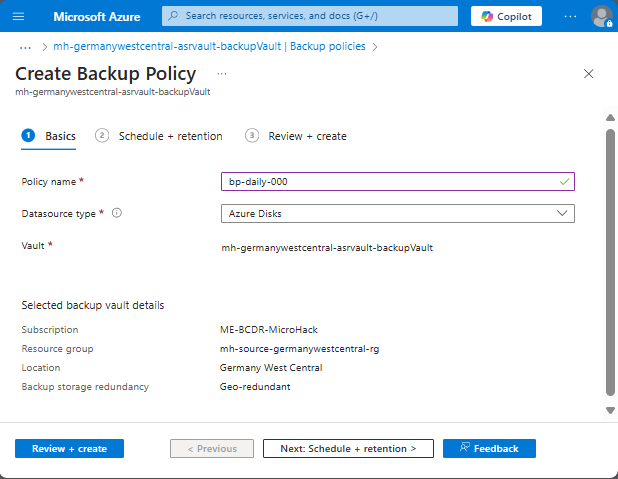 Microsoft Azure
Search resources, services, and docs (G+/)
Copilot
...
... > mh-germanywestcentral-asrvault-backupVault | Backup policies >
Create Backup Policy ...
mh-germanywestcentral-asrvault-backupVault
1 Basics 2 Schedule + retention 3 Review + create
Policy name * bp-daily-000
Datasource type * Azure Disks
Vault * mh-germanywestcentral-asrvault-backupVault
Selected backup vault details
Subscription ME-BCDR-MicroHack
Resource group mh-source-germanywestcentral-rg
Location Germany West Central
Backup storage redundancy Geo-redundant
Review + create < Previous Next: Schedule + retention > Feedback